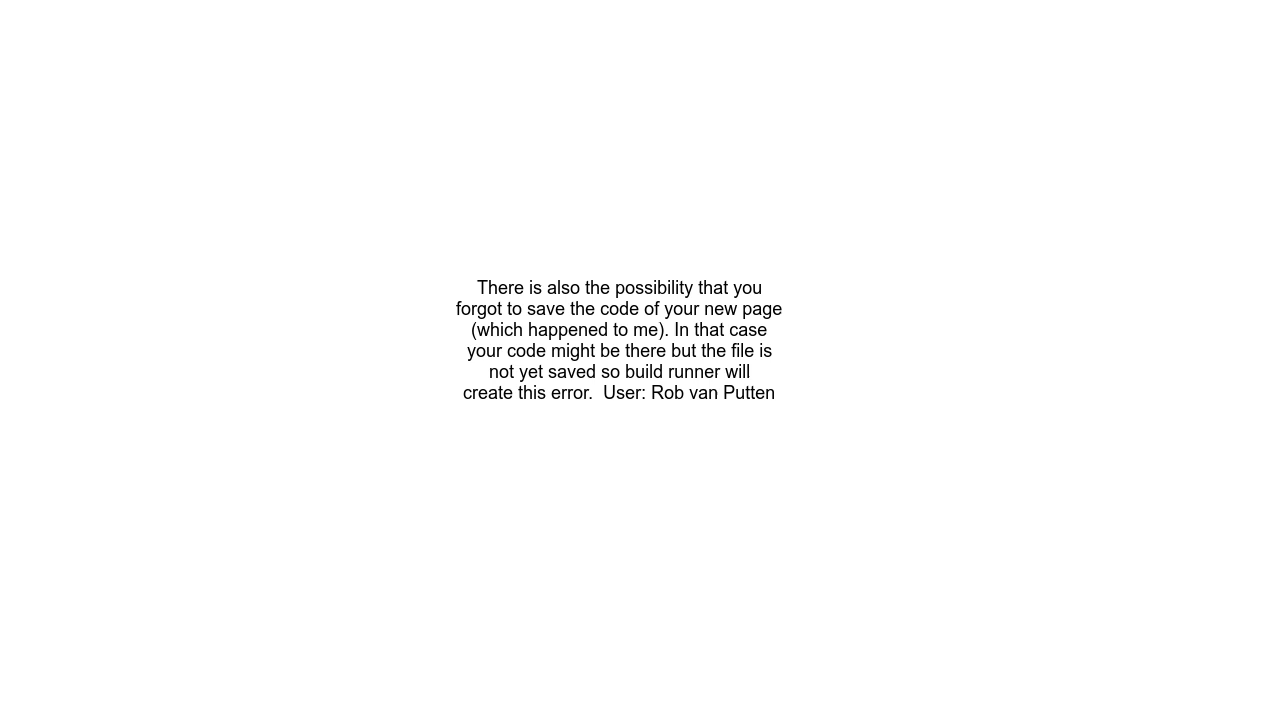 There is also the possibility that you
forgot to save the code of your new page
(which happened to me). In that case
your code might be there but the file is
not yet saved so build runner will
create this error.  User: Rob van Putten